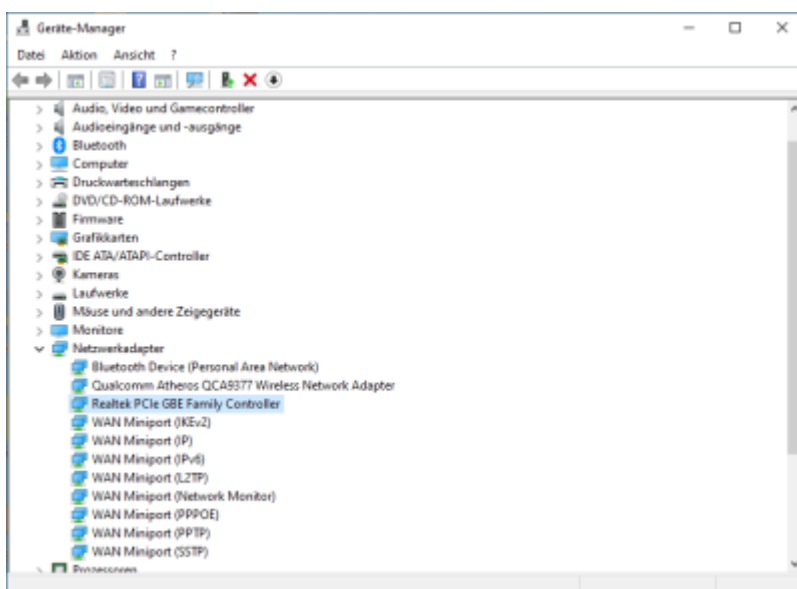 Geräte-Manager
Datei Aktion Ansicht ?
Audio, Video und Gamecontroller
Audioeingänge und -ausgänge
Bluetooth
Computer
Druckwarteschlangen
DVD/CD-ROM-Laufwerke
Firmware
Grafikkarten
IDE ATA/ATAPI-Controller
Kameras
Laufwerke
Mäuse und andere Zeigegeräte
Monitore
Netzwerkadapter
Bluetooth Device (Personal Area Network)
Qualcomm Atheros QCA9377 Wireless Network Adapter
Realtek PCIe GBE Family Controller
WAN Miniport (IKEv2)
WAN Miniport (IP)
WAN Miniport (IPv6)
WAN Miniport (L2TP)
WAN Miniport (Network Monitor)
WAN Miniport (PPPOE)
WAN Miniport (PPTP)
WAN Miniport (SSTP)
Prozessoren